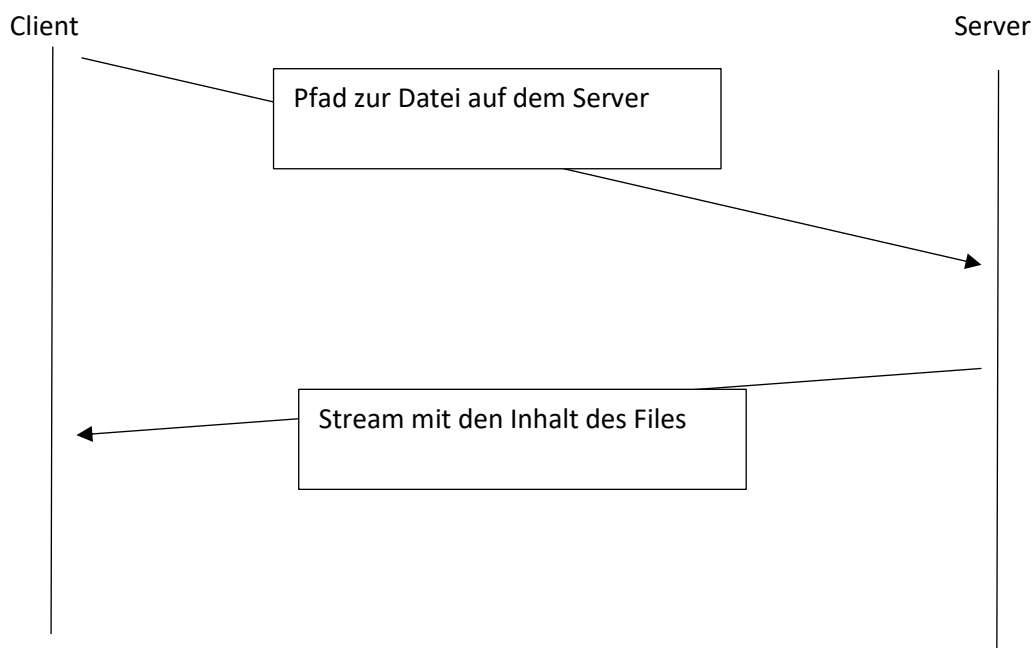 Client
Server
Pfad zur Datei auf dem Server
Stream mit den Inhalt des Files